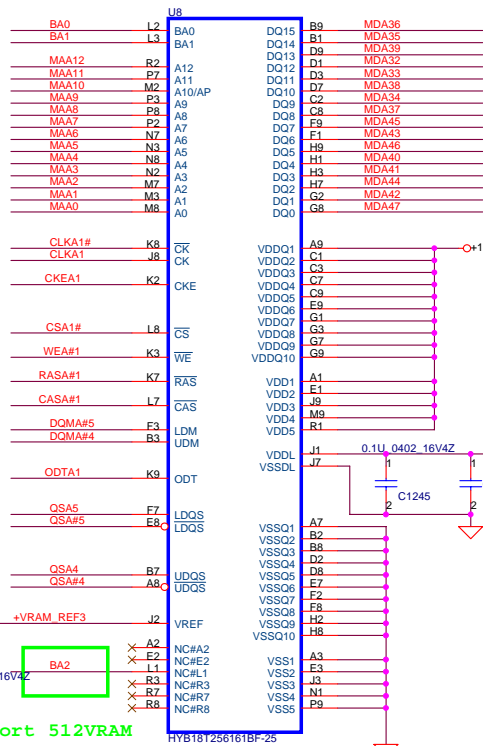 U8
BA0 L2 BA0 DQ15 B9 MDA36
BA1 L3 BA1 DQ14 B1 MDA35
DQ13 D9 MDA39
MAA12 R2 A12 DQ12 D1 MDA32
MAA11 P7 A11 DQ11 D3 MDA33
MAA10 M2 A10/AP DQ10 D7 MDA38
MAA9 P3 A9 DQ9 C2 MDA34
MAA8 P8 A8 DQ8 C8 MDA37
MAA7 P2 A7 DQ7 F9 MDA45
MAA6 N7 A6 DQ6 F1 MDA43
MAA5 N3 A5 DQ5 H9 MDA46
MAA4 N8 A4 DQ4 H1 MDA40
MAA3 N2 A3 DQ3 H3 MDA41
MAA2 M7 A2 DQ2 H7 MDA44
MAA1 M3 A1 DQ1 G2 MDA42
MAA0 M8 A0 DQ0 G8 MDA47
CLKA1# K8 CK VDDQ1 A9 +1
CLKA1 J8 CK VDDQ2 C1
VDDQ3 C3
CKEA1 K2 CKE VDDQ4 C7
VDDQ5 C9
VDDQ6 E9
VDDQ7 G1
CSA1# L8 CS VDDQ8 G3
VDDQ9 G7
WEA#1 K3 WE VDDQ10 G9
RASA#1 K7 RAS VDD1 A1
VDD2 E1
CASA#1 L7 CAS VDD3 J9
VDD4 M9
DQMA#5 F3 LDM VDD5 R1
DQMA#4 B3 UDM
VDDL J1 0.1U_0402_16V4Z
VSSDL J7
ODTA1 K9 ODT
1 1
C1245
2 2
QSA5 F7 LDQS
QSA#5 E8 LDQS VSSQ1 A7
VSSQ2 B2
VSSQ3 B8
VSSQ4 D2
QSA4 B7 UDQS VSSQ5 D8
QSA#4 A8 UDQS VSSQ6 E7
VSSQ7 F2
VSSQ8 F8
+VRAM_REF3 J2 VREF VSSQ9 H2
VSSQ10 H8
A2 NC#A2
E2 NC#E2 VSS1 A3
16V4Z BA2 L1 NC#L1 VSS2 E3
R3 NC#R3 VSS3 J3
R7 NC#R7 VSS4 N1
R8 NC#R8 VSS5 P9
ort 512VRAM
HYB18T256161BF-25